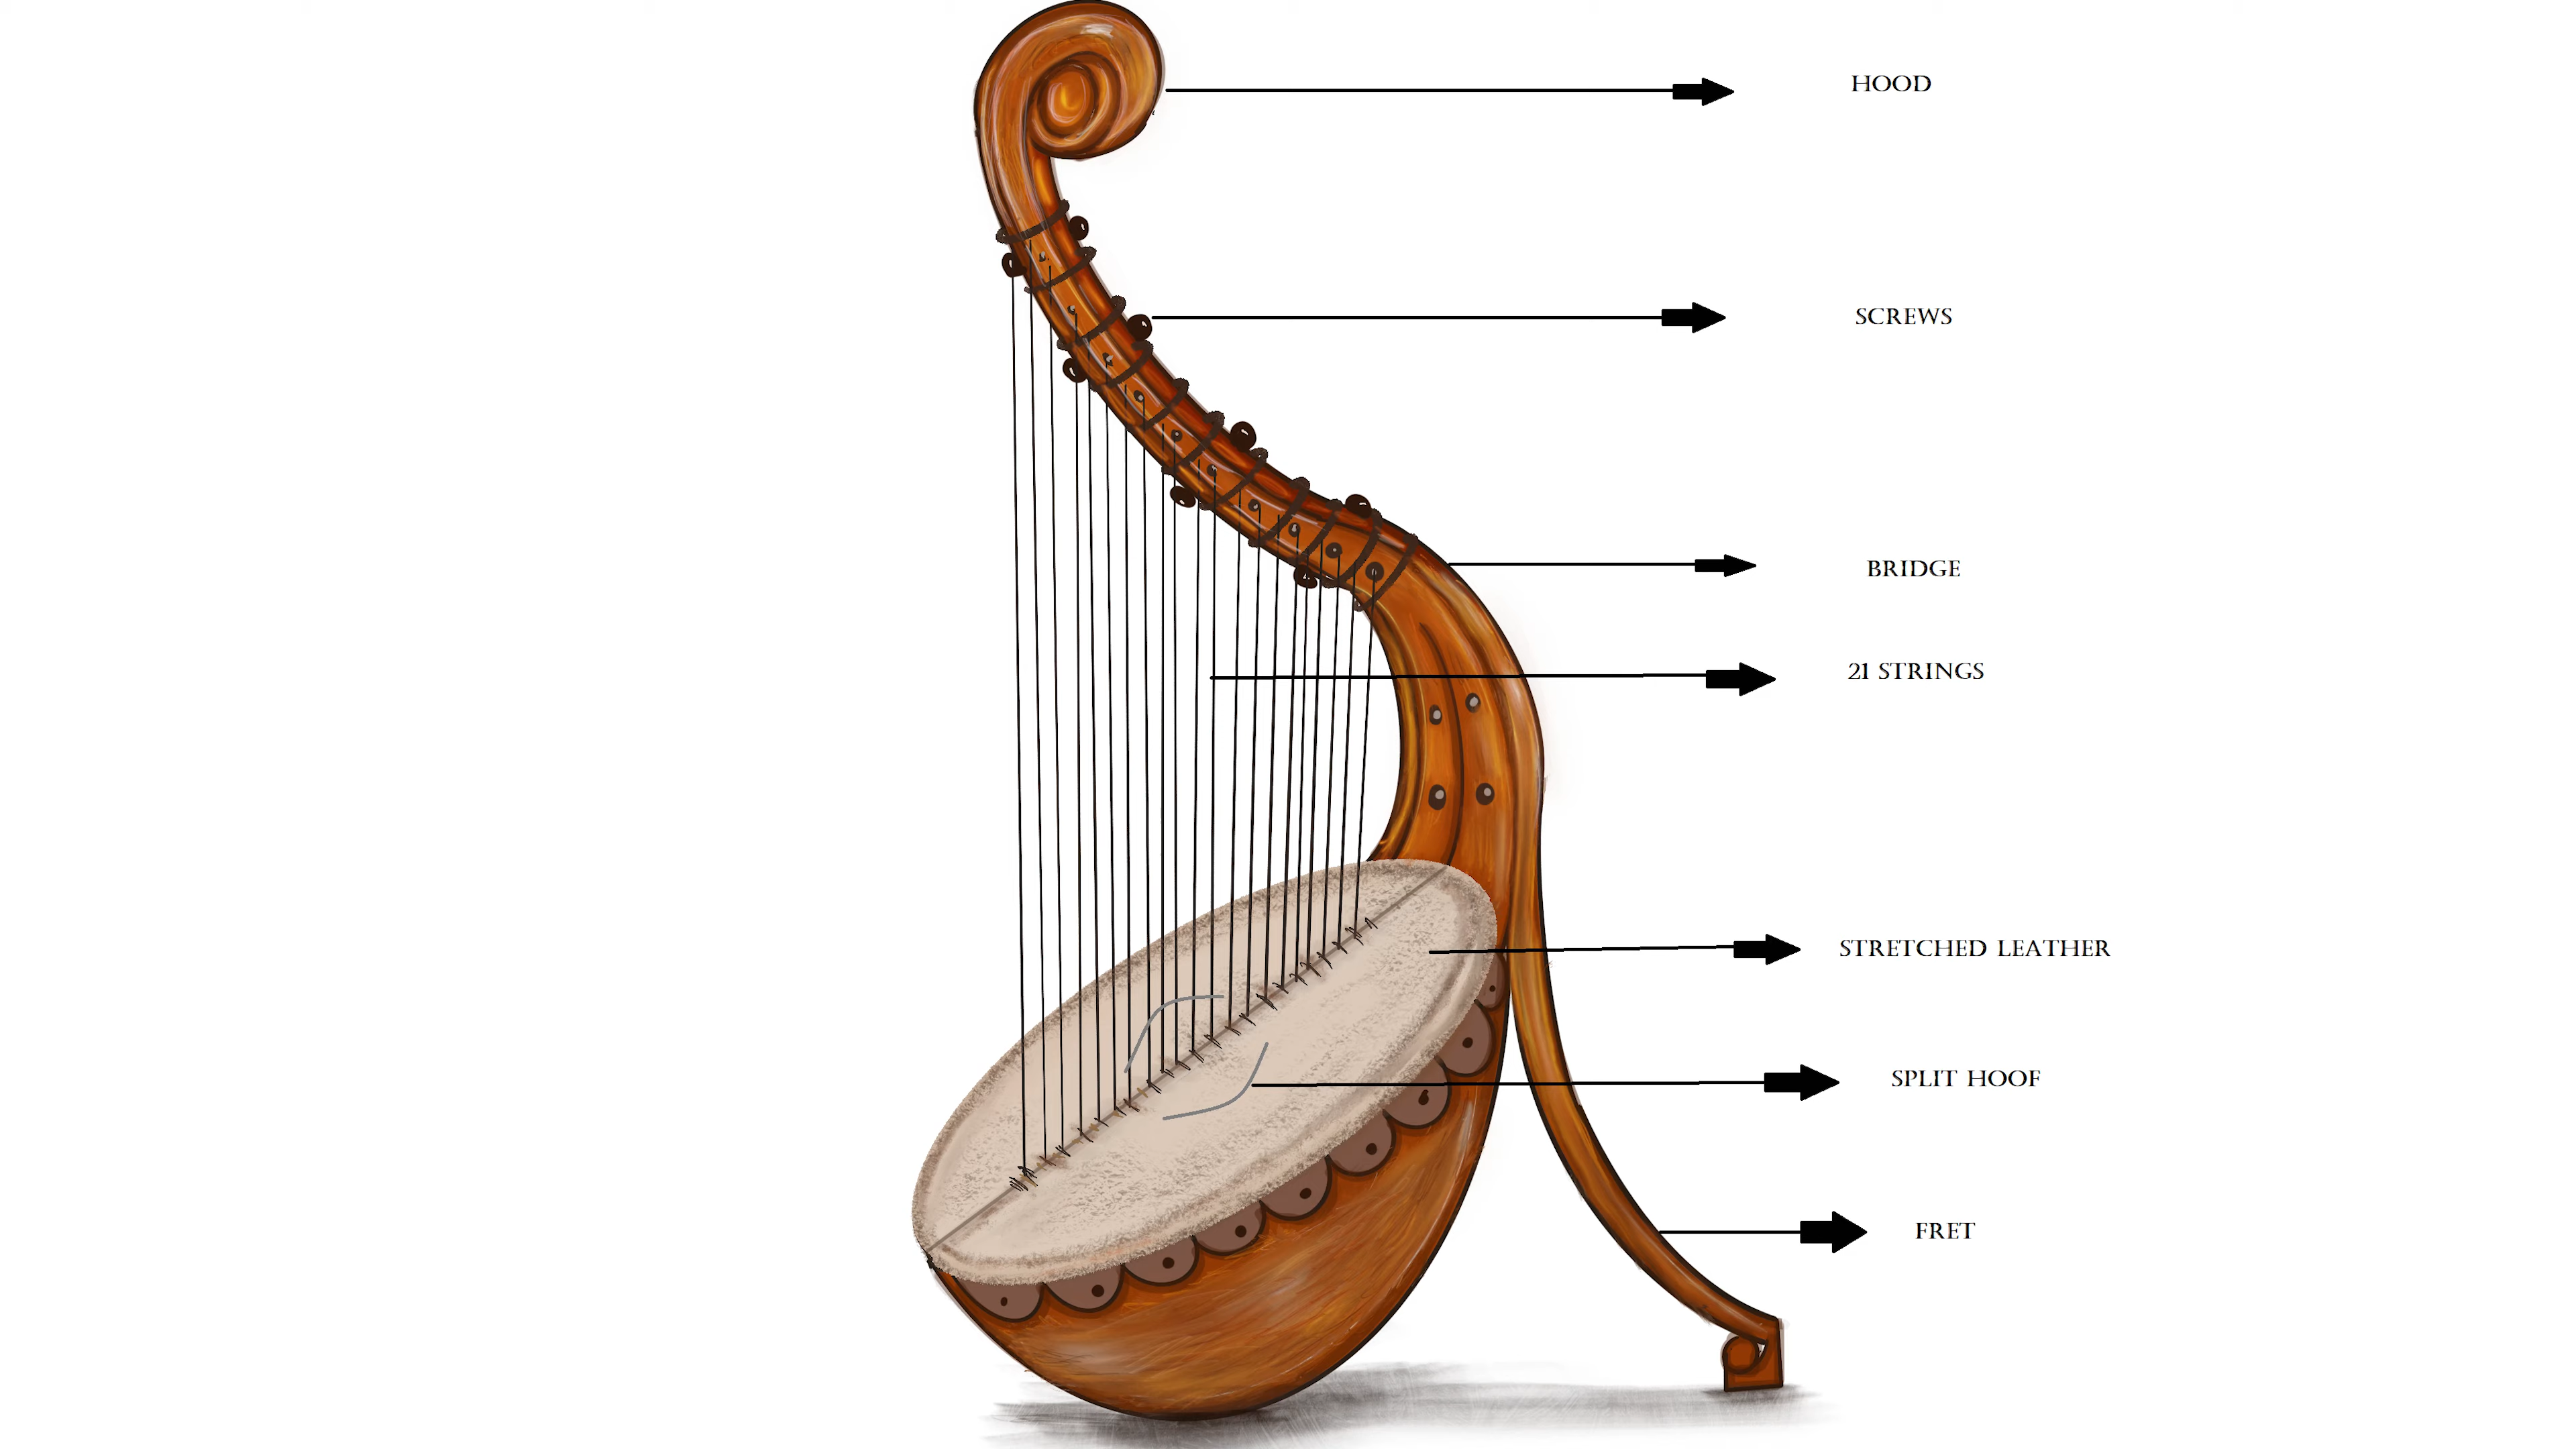 HOOD
SCREWS
BRIDGE
21 STRINGS
STRETCHED LEATHER
SPLIT HOOF
FRET